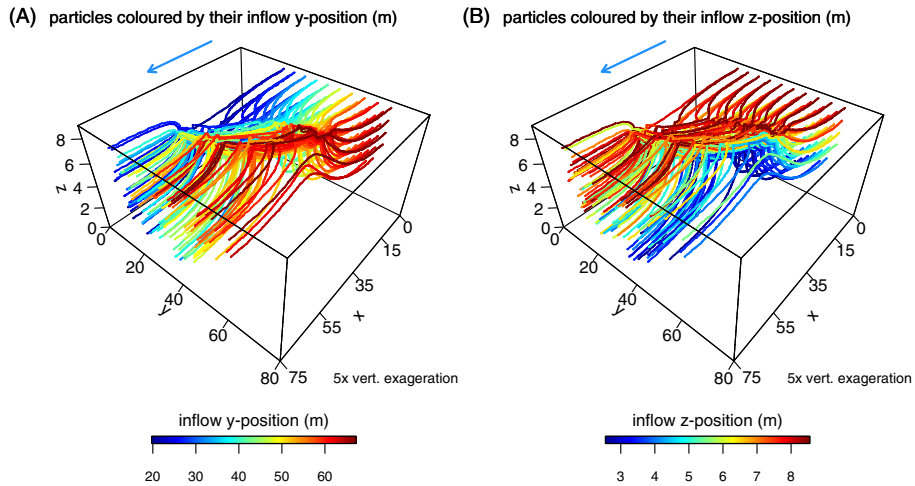 (A) particles coloured by their inflow y-position (m)
8
6
4
2
0
z
0
20
40
60
80
y
75
55
35
15
0
x
5x vert. exageration
inflow y-position (m)
20 30 40 50 60
(B) particles coloured by their inflow z-position (m)
8
6
4
2
0
z
0
20
40
60
80
y
75
55
35
15
0
x
5x vert. exageration
inflow z-position (m)
3 4 5 6 7 8